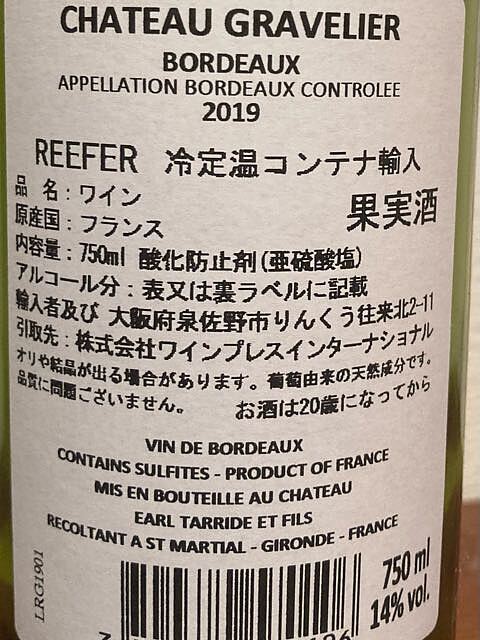 CHATEAU GRAVELIER
BORDEAUX
APPELLATION BORDEAUX CONTROLEE
2019
REEFER 冷定温コンテナ輸入
品 名：ワイン
果実酒
原産国：フランス
内容量：750ml 酸化防止剤(亜硫酸塩)
アルコール分：表又は裏ラベルに記載
輸入者及び 大阪府泉佐野市りんくう往来北2-11
引取先：株式会社ワインプレスインターナショナル
オリや結晶が出る場合があります。葡萄由来の天然成分です。
品質に問題ございません。 お酒は20歳になってから
VIN DE BORDEAUX
CONTAINS SULFITES - PRODUCT OF FRANCE
MIS EN BOUTEILLE AU CHATEAU
EARL TARRIDE ET FILS
RECOLTANT A ST MARTIAL - GIRONDE - FRANCE
LRG1901
750 ml
14% vol.